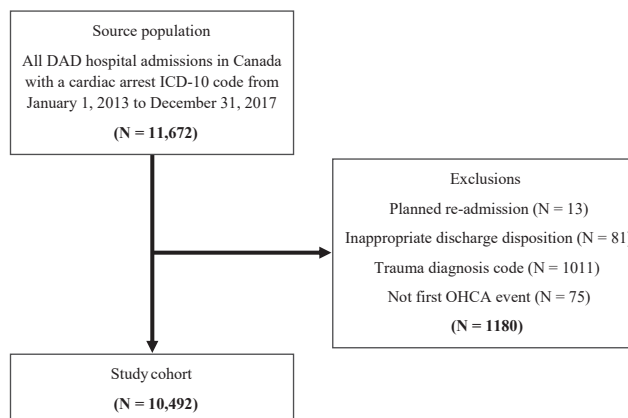 Source population
All DAD hospital admissions in Canada
with a cardiac arrest ICD-10 code from
January 1, 2013 to December 31, 2017
(N = 11,672)
Exclusions
Planned re-admission (N = 13)
Inappropriate discharge disposition (N = 81)
Trauma diagnosis code (N = 1011)
Not first OHCA event (N = 75)
(N = 1180)
Study cohort
(N = 10,492)